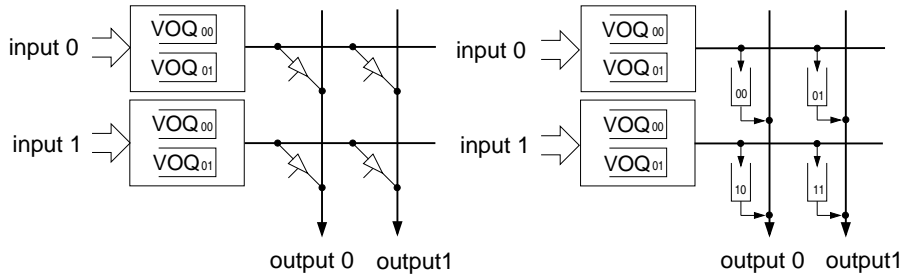 input 0
VOQ00
VOQ01
input 1
VOQ00
VOQ01
output 0
output1
input 0
VOQ00
VOQ01
input 1
VOQ00
VOQ01
00
01
10
11
output 0
output1